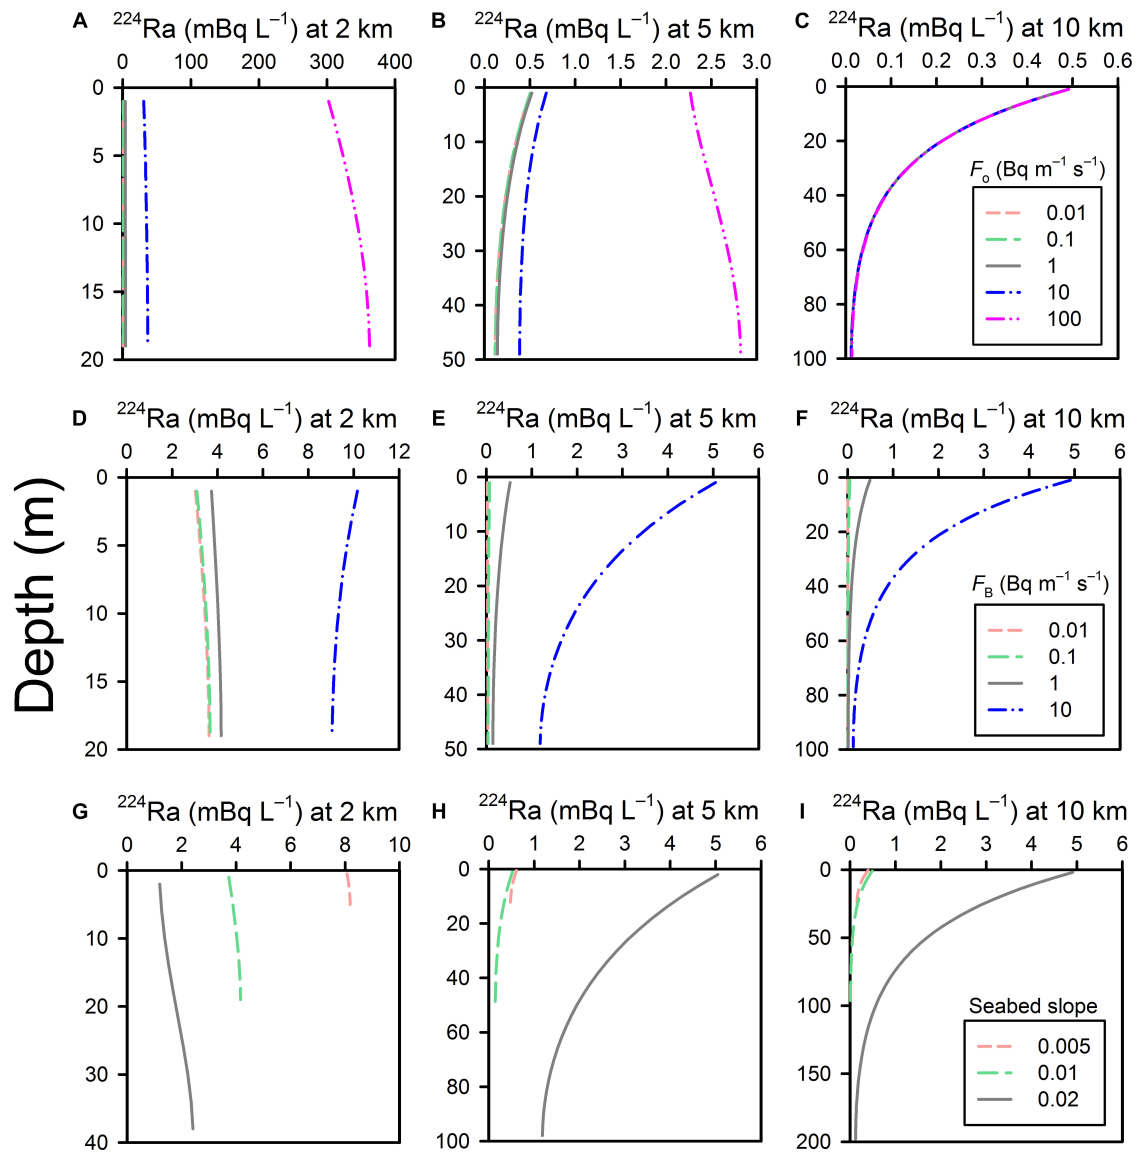 A ²²⁴Ra (mBq L⁻¹) at 2 km
0 100 200 300 400
0
5
10
15
20
B ²²⁴Ra (mBq L⁻¹) at 5 km
0.0 0.5 1.0 1.5 2.0 2.5 3.0
0
10
20
30
40
50
C ²²⁴Ra (mBq L⁻¹) at 10 km
0.0 0.1 0.2 0.3 0.4 0.5 0.6
0
20
40
60
80
100
Fₒ (Bq m⁻¹ s⁻¹)
0.01
0.1
1
10
100
Depth (m)
D ²²⁴Ra (mBq L⁻¹) at 2 km
0 2 4 6 8 10 12
0
5
10
15
20
E ²²⁴Ra (mBq L⁻¹) at 5 km
0 1 2 3 4 5 6
0
10
20
30
40
50
F ²²⁴Ra (mBq L⁻¹) at 10 km
0 1 2 3 4 5 6
0
20
40
60
80
100
F_B (Bq m⁻¹ s⁻¹)
0.01
0.1
1
10
G ²²⁴Ra (mBq L⁻¹) at 2 km
0 2 4 6 8 10
0
10
20
30
40
H ²²⁴Ra (mBq L⁻¹) at 5 km
0 1 2 3 4 5 6
0
20
40
60
80
100
I ²²⁴Ra (mBq L⁻¹) at 10 km
0 1 2 3 4 5 6
0
50
100
150
200
Seabed slope
0.005
0.01
0.02